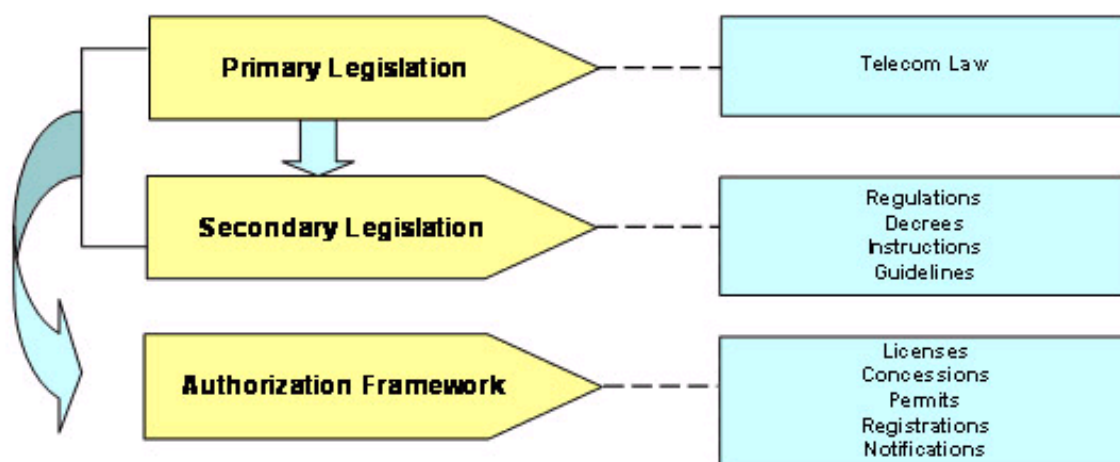 Primary Legislation
Telecom Law
Secondary Legislation
Regulations
Decrees
Instructions
Guidelines
Authorization Framework
Licenses
Concessions
Permits
Registrations
Notifications